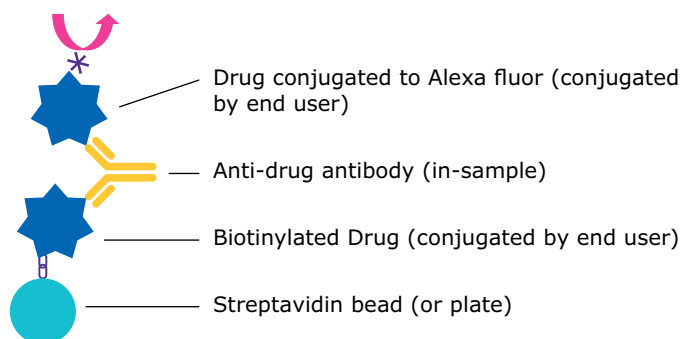 Drug conjugated to Alexa fluor (conjugated
by end user)
Anti-drug antibody (in-sample)
Biotinylated Drug (conjugated by end user)
Streptavidin bead (or plate)